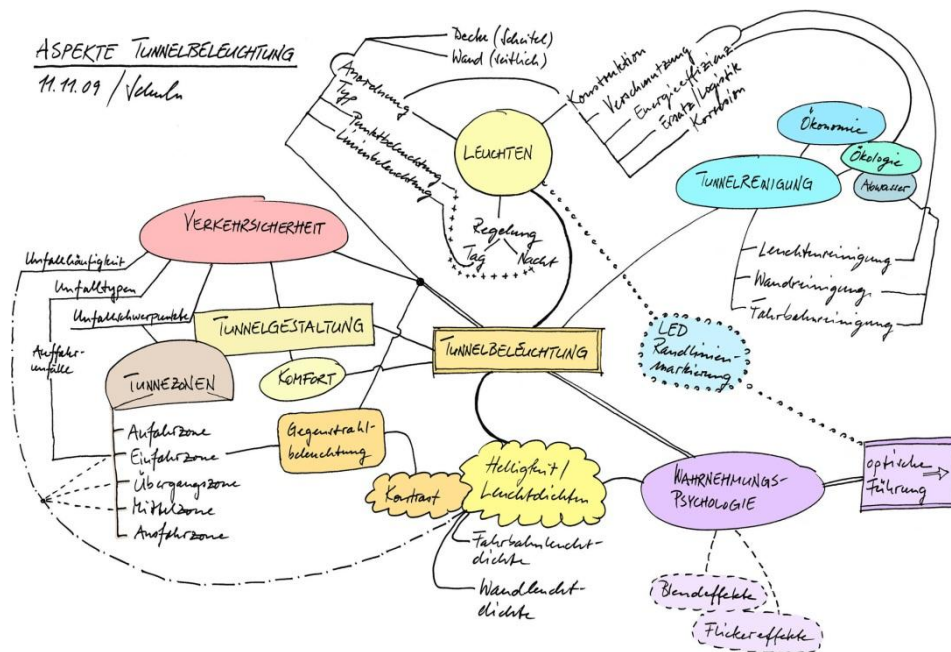 ASPEKTE TUNNELBELEUCHTUNG
11.11.09 /
Decke (Scheitel)
Wand (seitlich)
Anordnung
Typ
Punktbeleuchtung
Linienbeleuchtung
LEUCHTEN
Konstruktion
Verschmutzung
Energieeffizienz
Ersatz/Logistik
Korrosion
Regelung
Tag
Nacht
Ökonomie
Ökologie
Abwasser
TUNNELREINIGUNG
Leuchtenreinigung
Wandreinigung
Fahrbahnreinigung
VERKEHRSICHERHEIT
Unfallhäufigkeit
Unfalltypen
Unfallschwerpunkte
Auffahr-
unfälle
TUNNELGESTALTUNG
KOMFORT
TUNNEZONEN
Anfahrzone
Einfahrzone
Übergangszone
Mittelzone
Ausfahrzone
TUNNELBELEUCHTUNG
LED
Randlinien-
markierung
Gegenstrahl-
beleuchtung
Kontrast
Helligkeit/
Leuchtdichten
Fahrbahnleucht-
dichte
Wandleucht-
dichte
WAHRNEHMUNGS-
PSYCHOLOGIE
optische
Führung
Blendeffekte
Flickereffekte